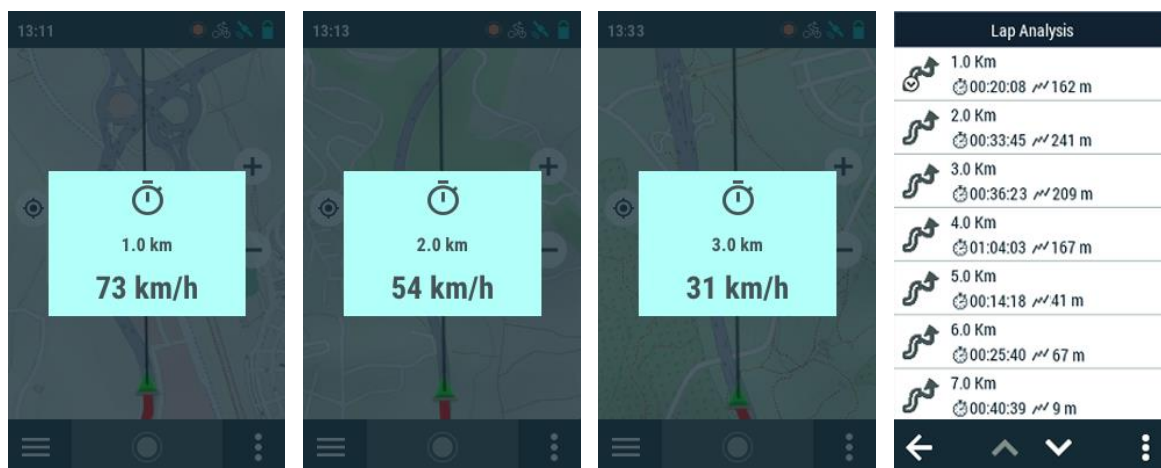 13:11
1.0 km
73 km/h
13:13
2.0 km
54 km/h
13:33
3.0 km
31 km/h
Lap Analysis
1.0 Km
00:20:08 162 m
2.0 Km
00:33:45 241 m
3.0 Km
00:36:23 209 m
4.0 Km
01:04:03 167 m
5.0 Km
00:14:18 41 m
6.0 Km
00:25:40 67 m
7.0 Km
00:40:39 9 m